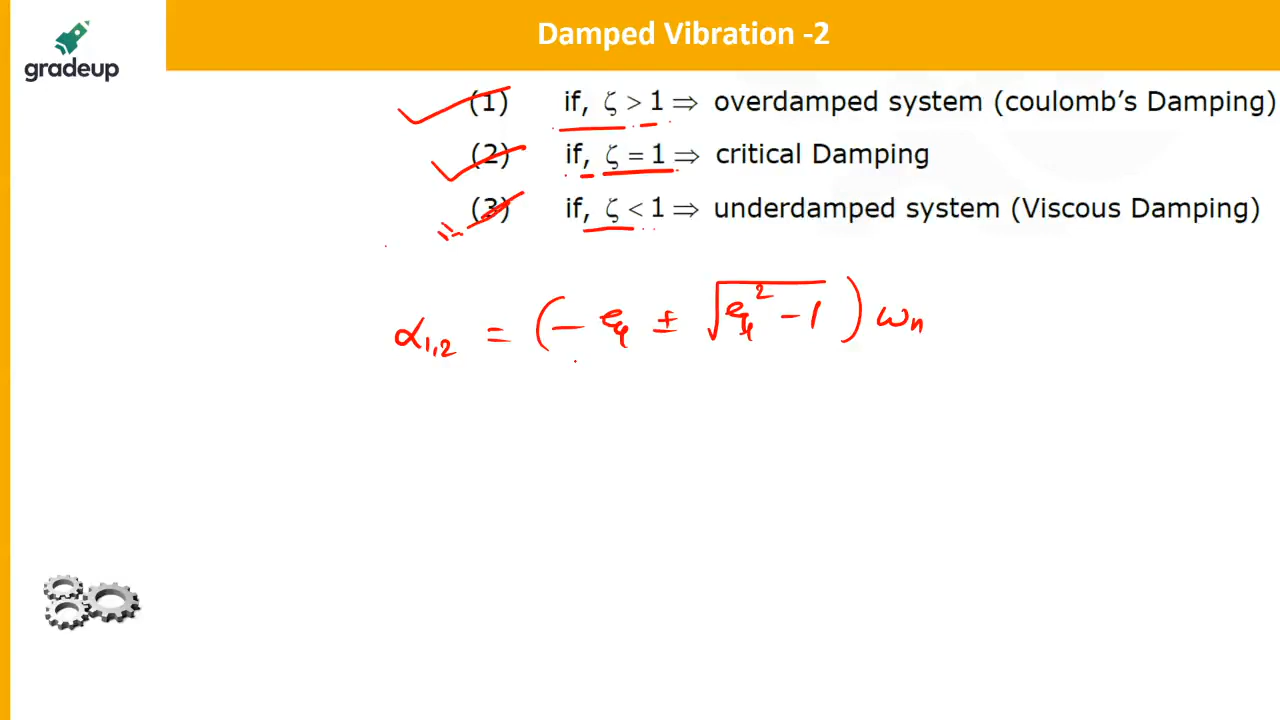 Damped Vibration -2
gradeup
(1) if, ζ > 1 ⇒ overdamped system (coulomb's Damping)
(2) if, ζ = 1 ⇒ critical Damping
(3) if, ζ < 1 ⇒ underdamped system (Viscous Damping)
α₁,₂ = (− ξ ± √(ξ² − 1)) ωn